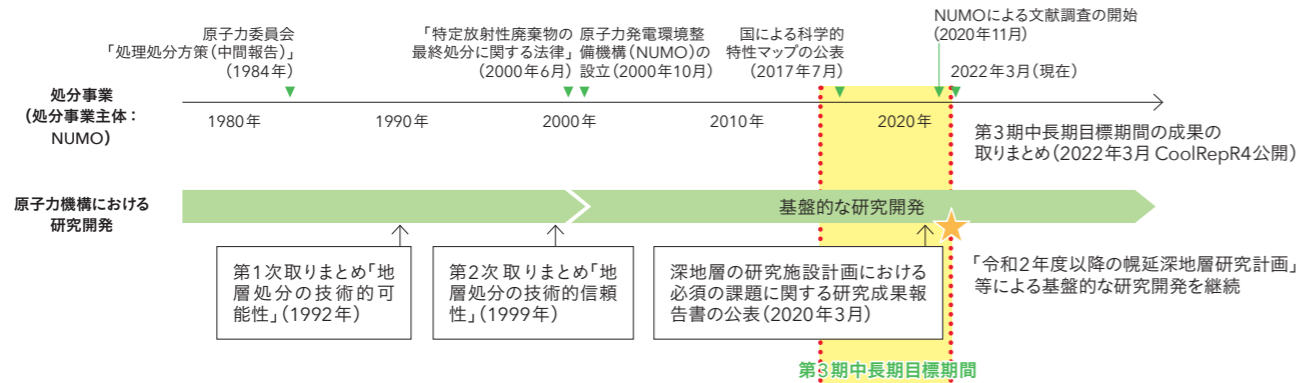 原子力委員会
「処理処分方策(中間報告)」
(1984年)
「特定放射性廃棄物の
最終処分に関する法律」
(2000年6月)
原子力発電環境整
備機構(NUMO)の
設立(2000年10月)
国による科学的
特性マップの公表
(2017年7月)
NUMOによる文献調査の開始
(2020年11月)
2022年3月(現在)
処分事業
(処分事業主体：
NUMO)
1980年
1990年
2000年
2010年
2020年
第3期中長期目標期間の成果の
取りまとめ(2022年3月 CoolRepR4公開)
原子力機構における
研究開発
基盤的な研究開発
第1次取りまとめ「地
層処分の技術的可
能性」(1992年)
第2次取りまとめ「地
層処分の技術的信頼
性」(1999年)
深地層の研究施設計画における
必須の課題に関する研究成果報
告書の公表(2020年3月)
「令和2年度以降の幌延深地層研究計画」
等による基盤的な研究開発を継続
第3期中長期目標期間